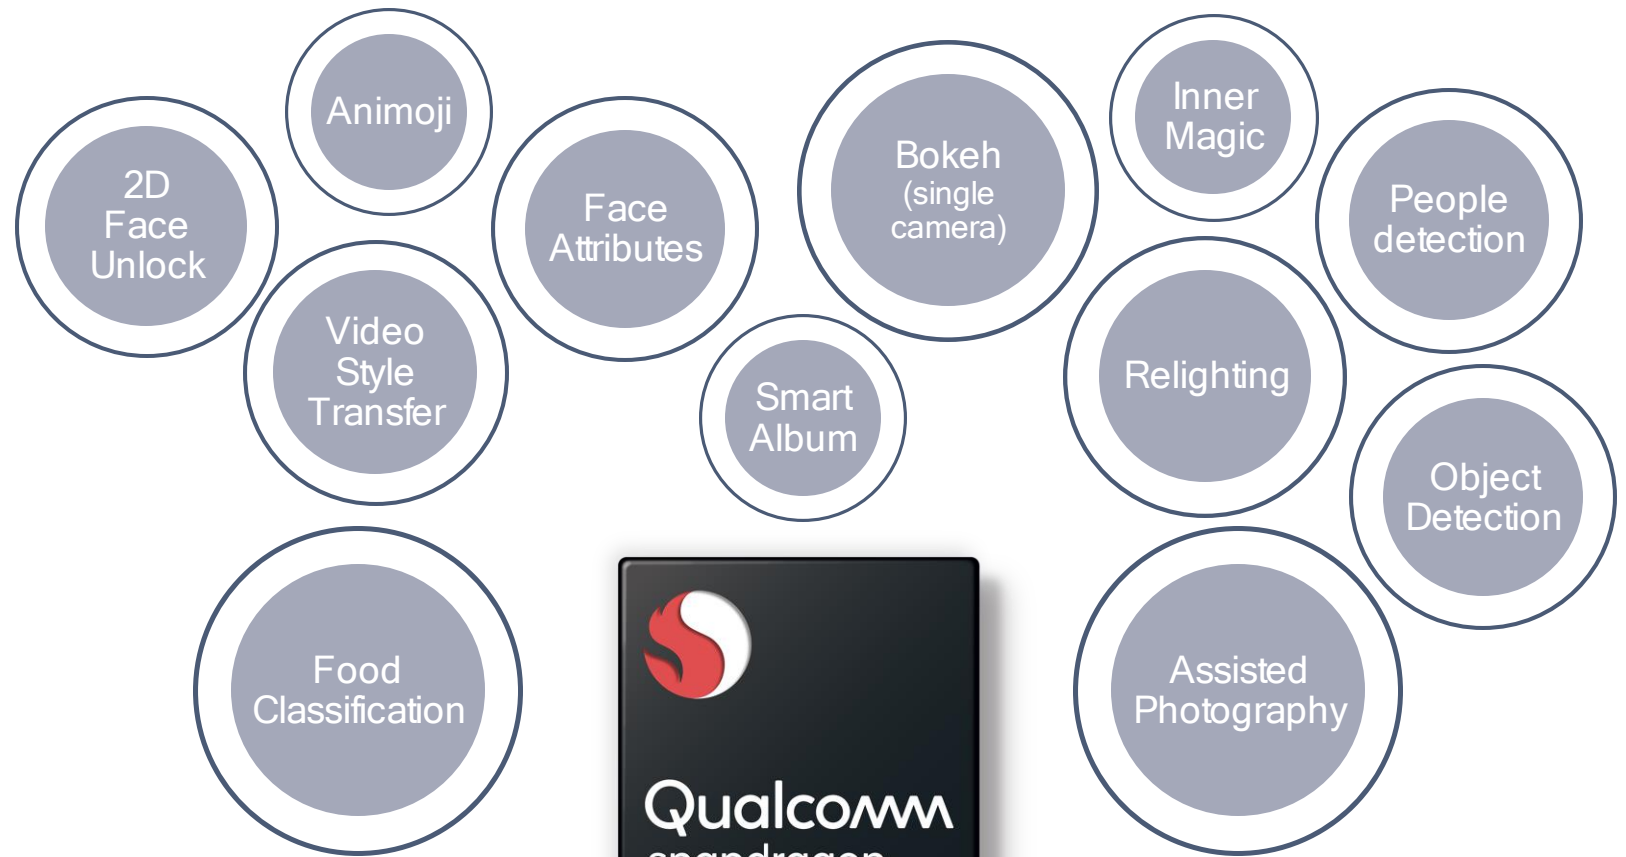 2D
Face
Unlock
Animoji
Face
Attributes
Video
Style
Transfer
Bokeh
(single
camera)
Inner
Magic
People
detection
Smart
Album
Relighting
Object
Detection
Food
Classification
Assisted
Photography
Qualcomm
snapdragon